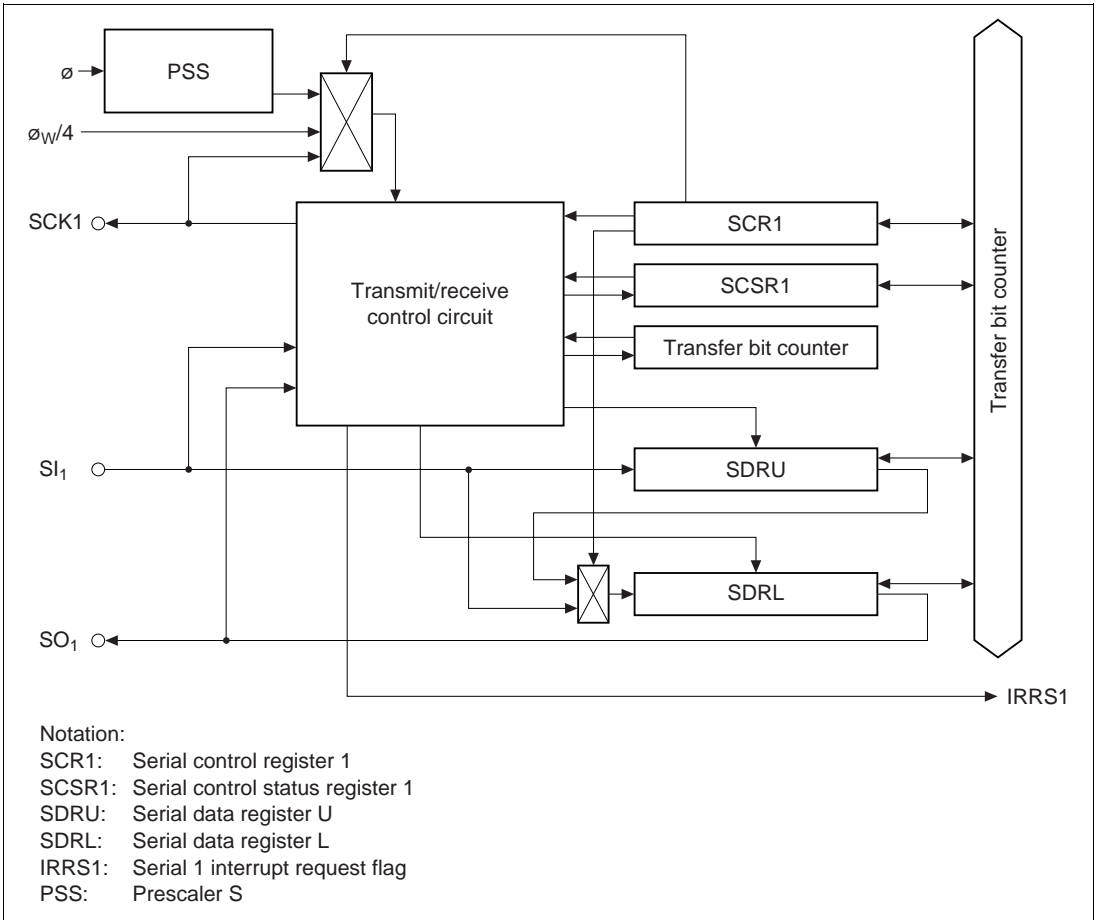 ø
PSS
øW/4
SCK1
SCR1
SCSR1
Transmit/receive
control circuit
Transfer bit counter
Transfer bit counter
SI1
SDRU
SDRL
SO1
IRRS1
Notation:
SCR1: Serial control register 1
SCSR1: Serial control status register 1
SDRU: Serial data register U
SDRL: Serial data register L
IRRS1: Serial 1 interrupt request flag
PSS: Prescaler S